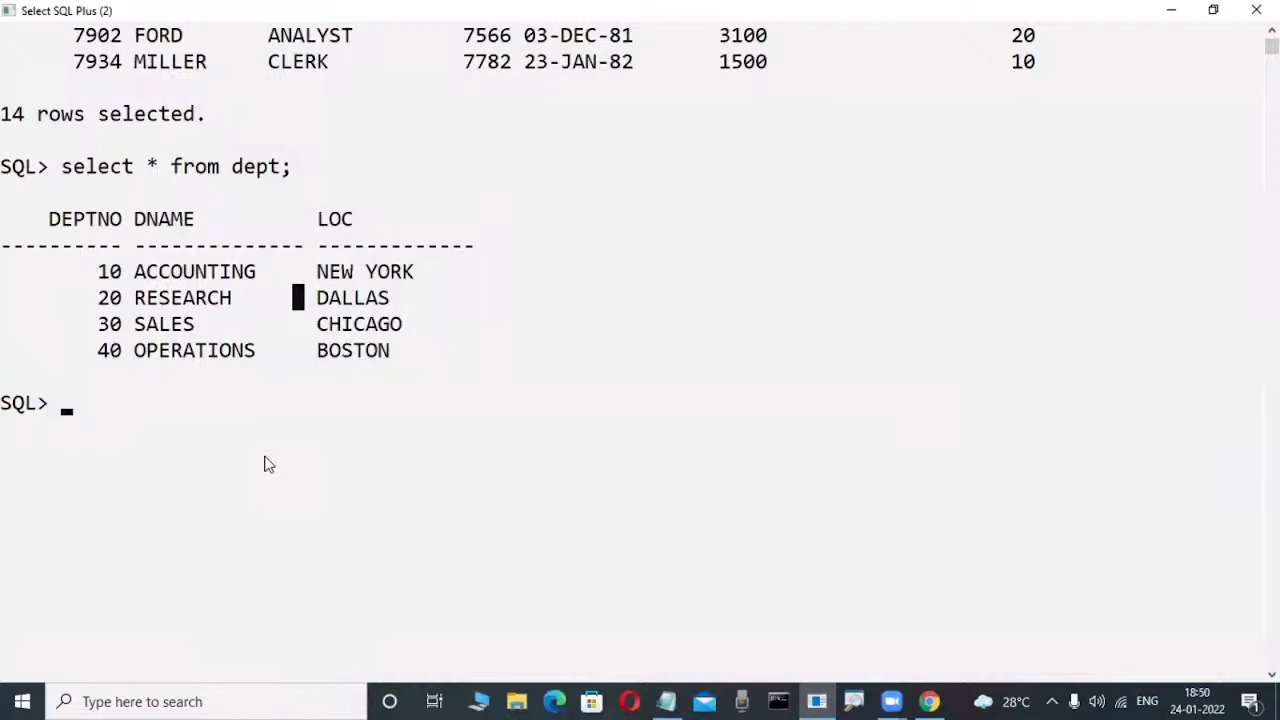 Select SQL Plus (2)
7902 FORD ANALYST 7566 03-DEC-81 3100 20
7934 MILLER CLERK 7782 23-JAN-82 1500 10
14 rows selected.
SQL> select * from dept;
DEPTNO DNAME LOC
---------- -------------- -------------
10 ACCOUNTING NEW YORK
20 RESEARCH DALLAS
30 SALES CHICAGO
40 OPERATIONS BOSTON
SQL>
Type here to search
28°C
ENG
18:50
24-01-2022
1